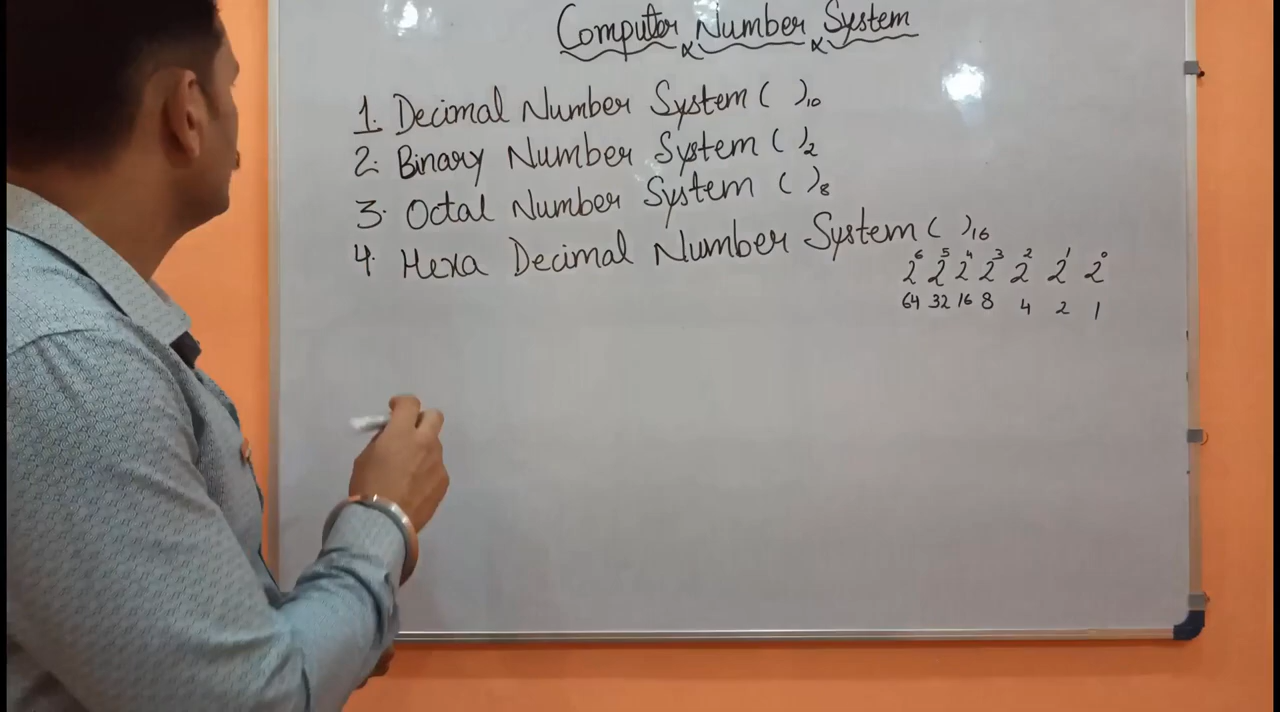 Computer Number System
1. Decimal Number System ( )₁₀
2. Binary Number System ( )₂
3. Octal Number System ( )₈
4. Hexa Decimal Number System ( )₁₆
2⁶ 2⁵ 2⁴ 2³ 2² 2¹ 2⁰
64 32 16 8 4 2 1